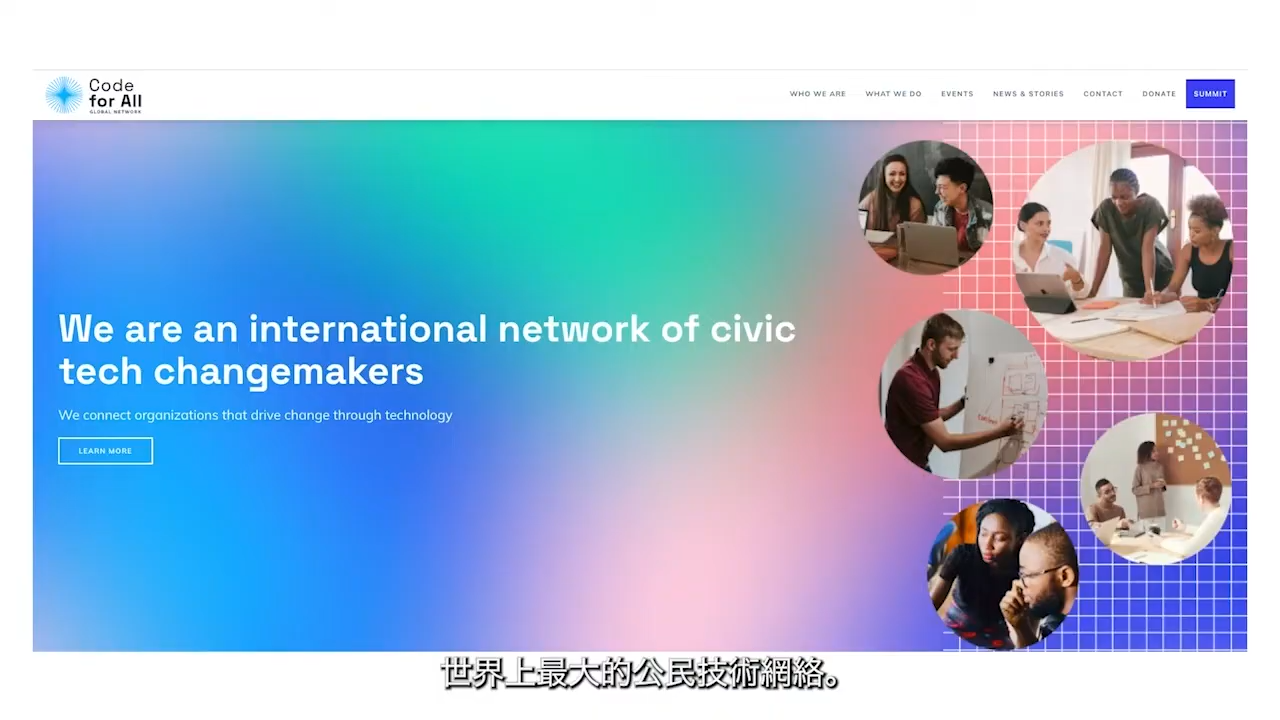 Code
for All
GLOBAL NETWORK
WHO WE ARE
WHAT WE DO
EVENTS
NEWS & STORIES
CONTACT
DONATE
SUMMIT
We are an international network of civic
tech changemakers
We connect organizations that drive change through technology
LEARN MORE
世界上最大的公民技術網絡。